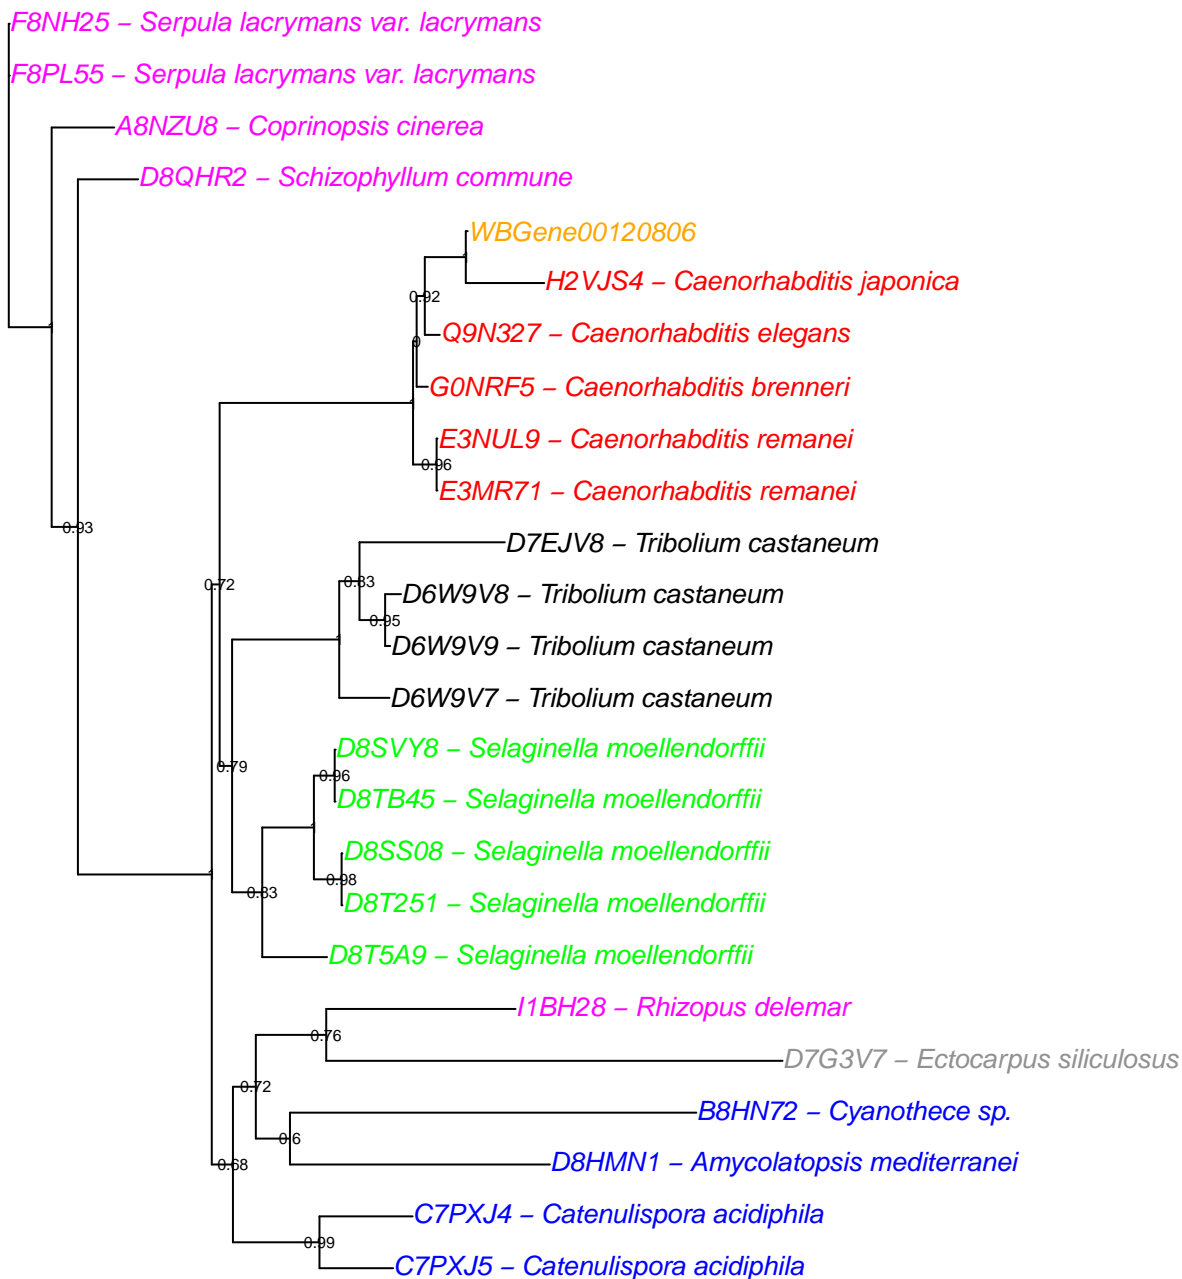 F8NH25 – Serpula lacrymans var. lacrymans
F8PL55 – Serpula lacrymans var. lacrymans
A8NZU8 – Coprinopsis cinerea
D8QHR2 – Schizophyllum commune
WBGene00120806
1
H2VJS4 – Caenorhabditis japonica
0.92
Q9N327 – Caenorhabditis elegans
0
G0NRF5 – Caenorhabditis brenneri
1
E3NUL9 – Caenorhabditis remanei
0.96
E3MR71 – Caenorhabditis remanei
0.93
D7EJV8 – Tribolium castaneum
0.83
0.72
D6W9V8 – Tribolium castaneum
0.95
1
D6W9V9 – Tribolium castaneum
D6W9V7 – Tribolium castaneum
D8SVY8 – Selaginella moellendorffii
0.79
0.96
D8TB45 – Selaginella moellendorffii
1
D8SS08 – Selaginella moellendorffii
0.98
0.83
D8T251 – Selaginella moellendorffii
D8T5A9 – Selaginella moellendorffii
I1BH28 – Rhizopus delemar
0.76
D7G3V7 – Ectocarpus siliculosus
0.72
B8HN72 – Cyanothece sp.
0.6
0.68
D8HMN1 – Amycolatopsis mediterranei
C7PXJ4 – Catenulispora acidiphila
0.99
C7PXJ5 – Catenulispora acidiphila